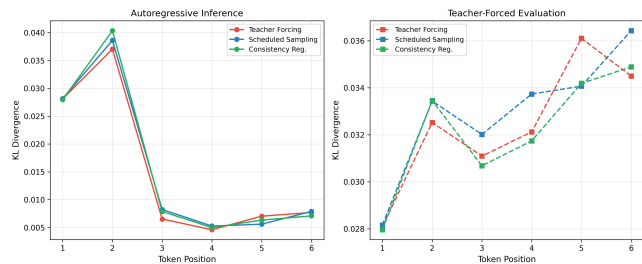 Autoregressive Inference
KL Divergence
0.040
0.035
0.030
0.025
0.020
0.015
0.010
0.005
1 2 3 4 5 6
Token Position
Teacher Forcing
Scheduled Sampling
Consistency Reg.
Teacher-Forced Evaluation
KL Divergence
0.036
0.034
0.032
0.030
0.028
1 2 3 4 5 6
Token Position
Teacher Forcing
Scheduled Sampling
Consistency Reg.